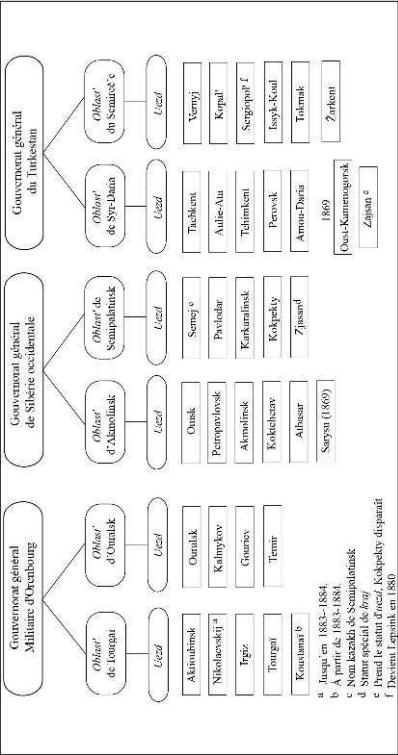 Gouvernorat général
Militaire d'Orenbourg
Oblast'
de Tourgaï
Uezd
Aktioubinsk
Nikolaevskij a
Irgiz
Tourgaï
Koustanaï b
Oblast'
d'Ouralsk
Uezd
Ouralsk
Kalmykov
Gouriev
Temir
Gouvernorat général
de Sibérie occidentale
Oblast'
d'Akmolinsk
Uezd
Omsk
Petropavlovsk
Akmolinsk
Koktchetav
Atbasar
Sarysu (1869)
Oblast' de
Semipalatinsk
Uezd
Semej c
Pavlodar
Karkaralinsk
Kokpekty
Zjasan d
Gouvernorat général
du Turkestan
Oblast'
de Syr-Daria
Uezd
Tachkent
Aulie-Ata
Tchimkent
Perovsk
Amou-Daria
1869
Oust-Kamenogorsk
Zajsan e
Oblast'
du Semireč'e
Uezd
Vernyj
Kopal'
Sergiopol' f
Issyk-Koul
Tokmak
Žarkent
a Jusqu'en 1883-1884.
b À partir de 1883-1884.
c Nom kazakh de Semipalatinsk
d Statut spécial de kraj
e Prend le statut d'uezd, Kokpekty disparaît
f Devient Lepsink en 1880